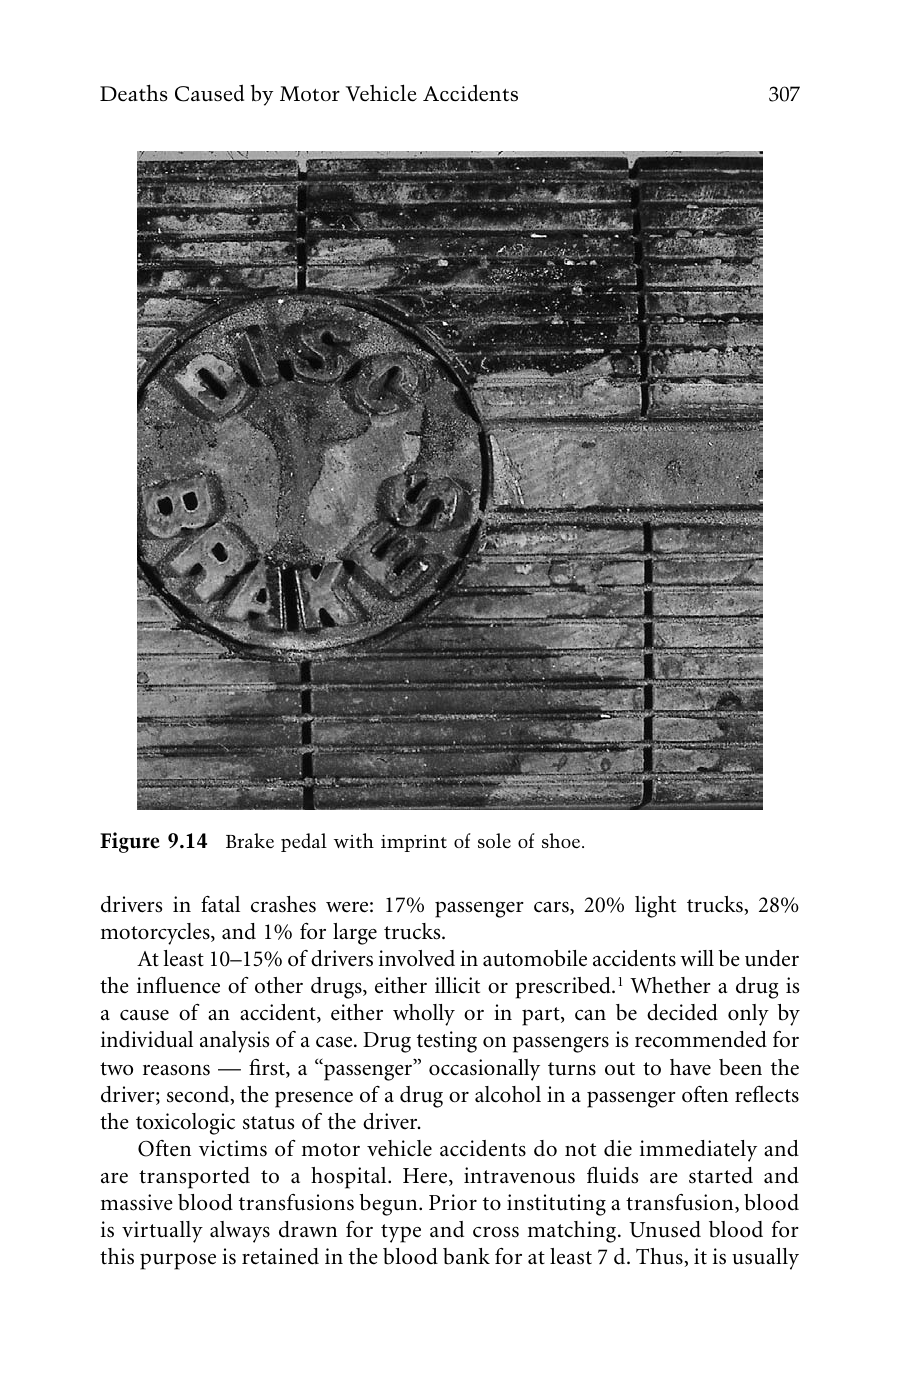 Deaths Caused by Motor Vehicle Accidents 307
DISC
BRAKES
Figure 9.14 Brake pedal with imprint of sole of shoe.
drivers in fatal crashes were: 17% passenger cars, 20% light trucks, 28%
motorcycles, and 1% for large trucks.
At least 10–15% of drivers involved in automobile accidents will be under
the influence of other drugs, either illicit or prescribed.¹ Whether a drug is
a cause of an accident, either wholly or in part, can be decided only by
individual analysis of a case. Drug testing on passengers is recommended for
two reasons — first, a “passenger” occasionally turns out to have been the
driver; second, the presence of a drug or alcohol in a passenger often reflects
the toxicologic status of the driver.
Often victims of motor vehicle accidents do not die immediately and
are transported to a hospital. Here, intravenous fluids are started and
massive blood transfusions begun. Prior to instituting a transfusion, blood
is virtually always drawn for type and cross matching. Unused blood for
this purpose is retained in the blood bank for at least 7 d. Thus, it is usually